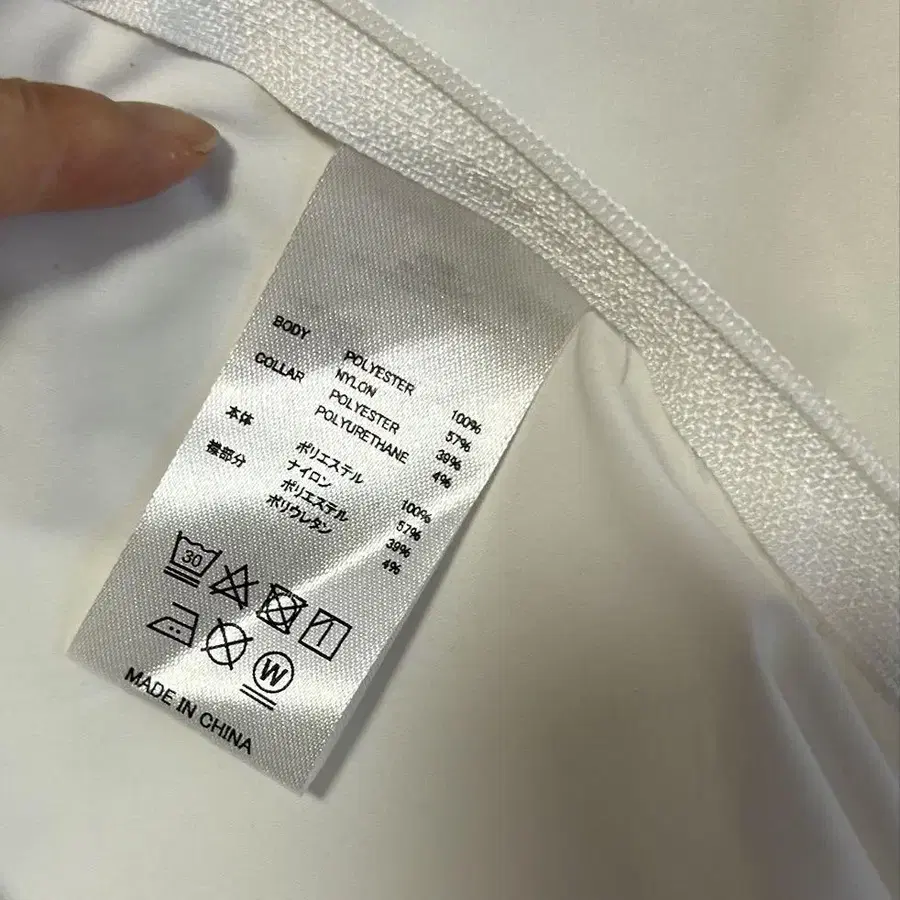 BODY POLYESTER 100%
COLLAR NYLON 57%
POLYESTER 39%
POLYURETHANE 4%
本体 ポリエステル 100%
襟部分 ナイロン 57%
ポリエステル 39%
ポリウレタン 4%
30
W
MADE IN CHINA